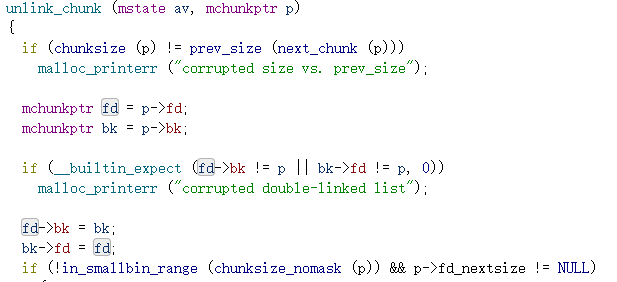 unlink_chunk (mstate av, mchunkptr p)
{
if (chunksize (p) != prev_size (next_chunk (p)))
malloc_printerr ("corrupted size vs. prev_size");
mchunkptr fd = p->fd;
mchunkptr bk = p->bk;
if (__builtin_expect (fd->bk != p || bk->fd != p, 0))
malloc_printerr ("corrupted double-linked list");
fd->bk = bk;
bk->fd = fd;
if (!in_smallbin_range (chunksize_nomask (p)) && p->fd_nextsize != NULL)